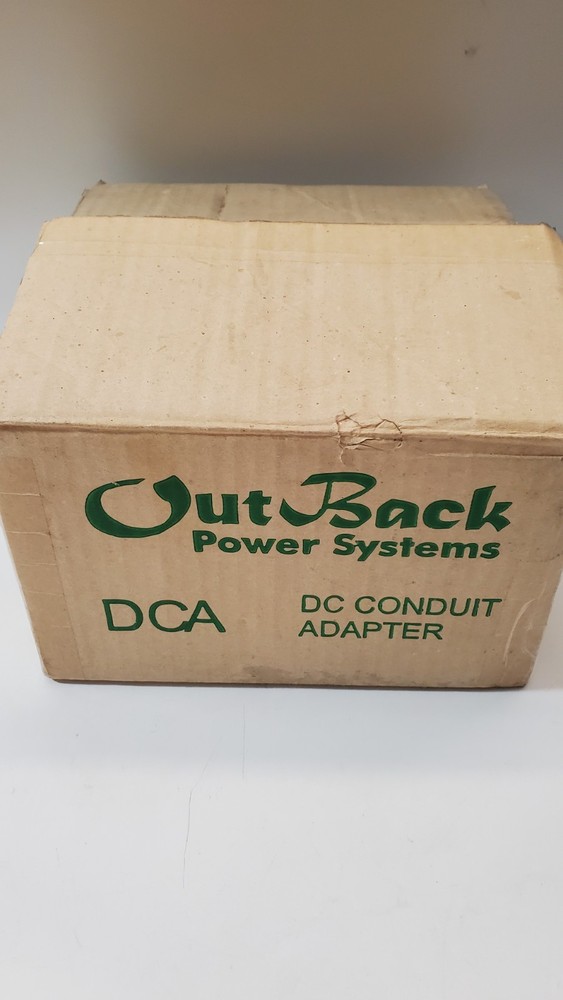 OutBack
Power Systems
DCA
DC CONDUIT
ADAPTER